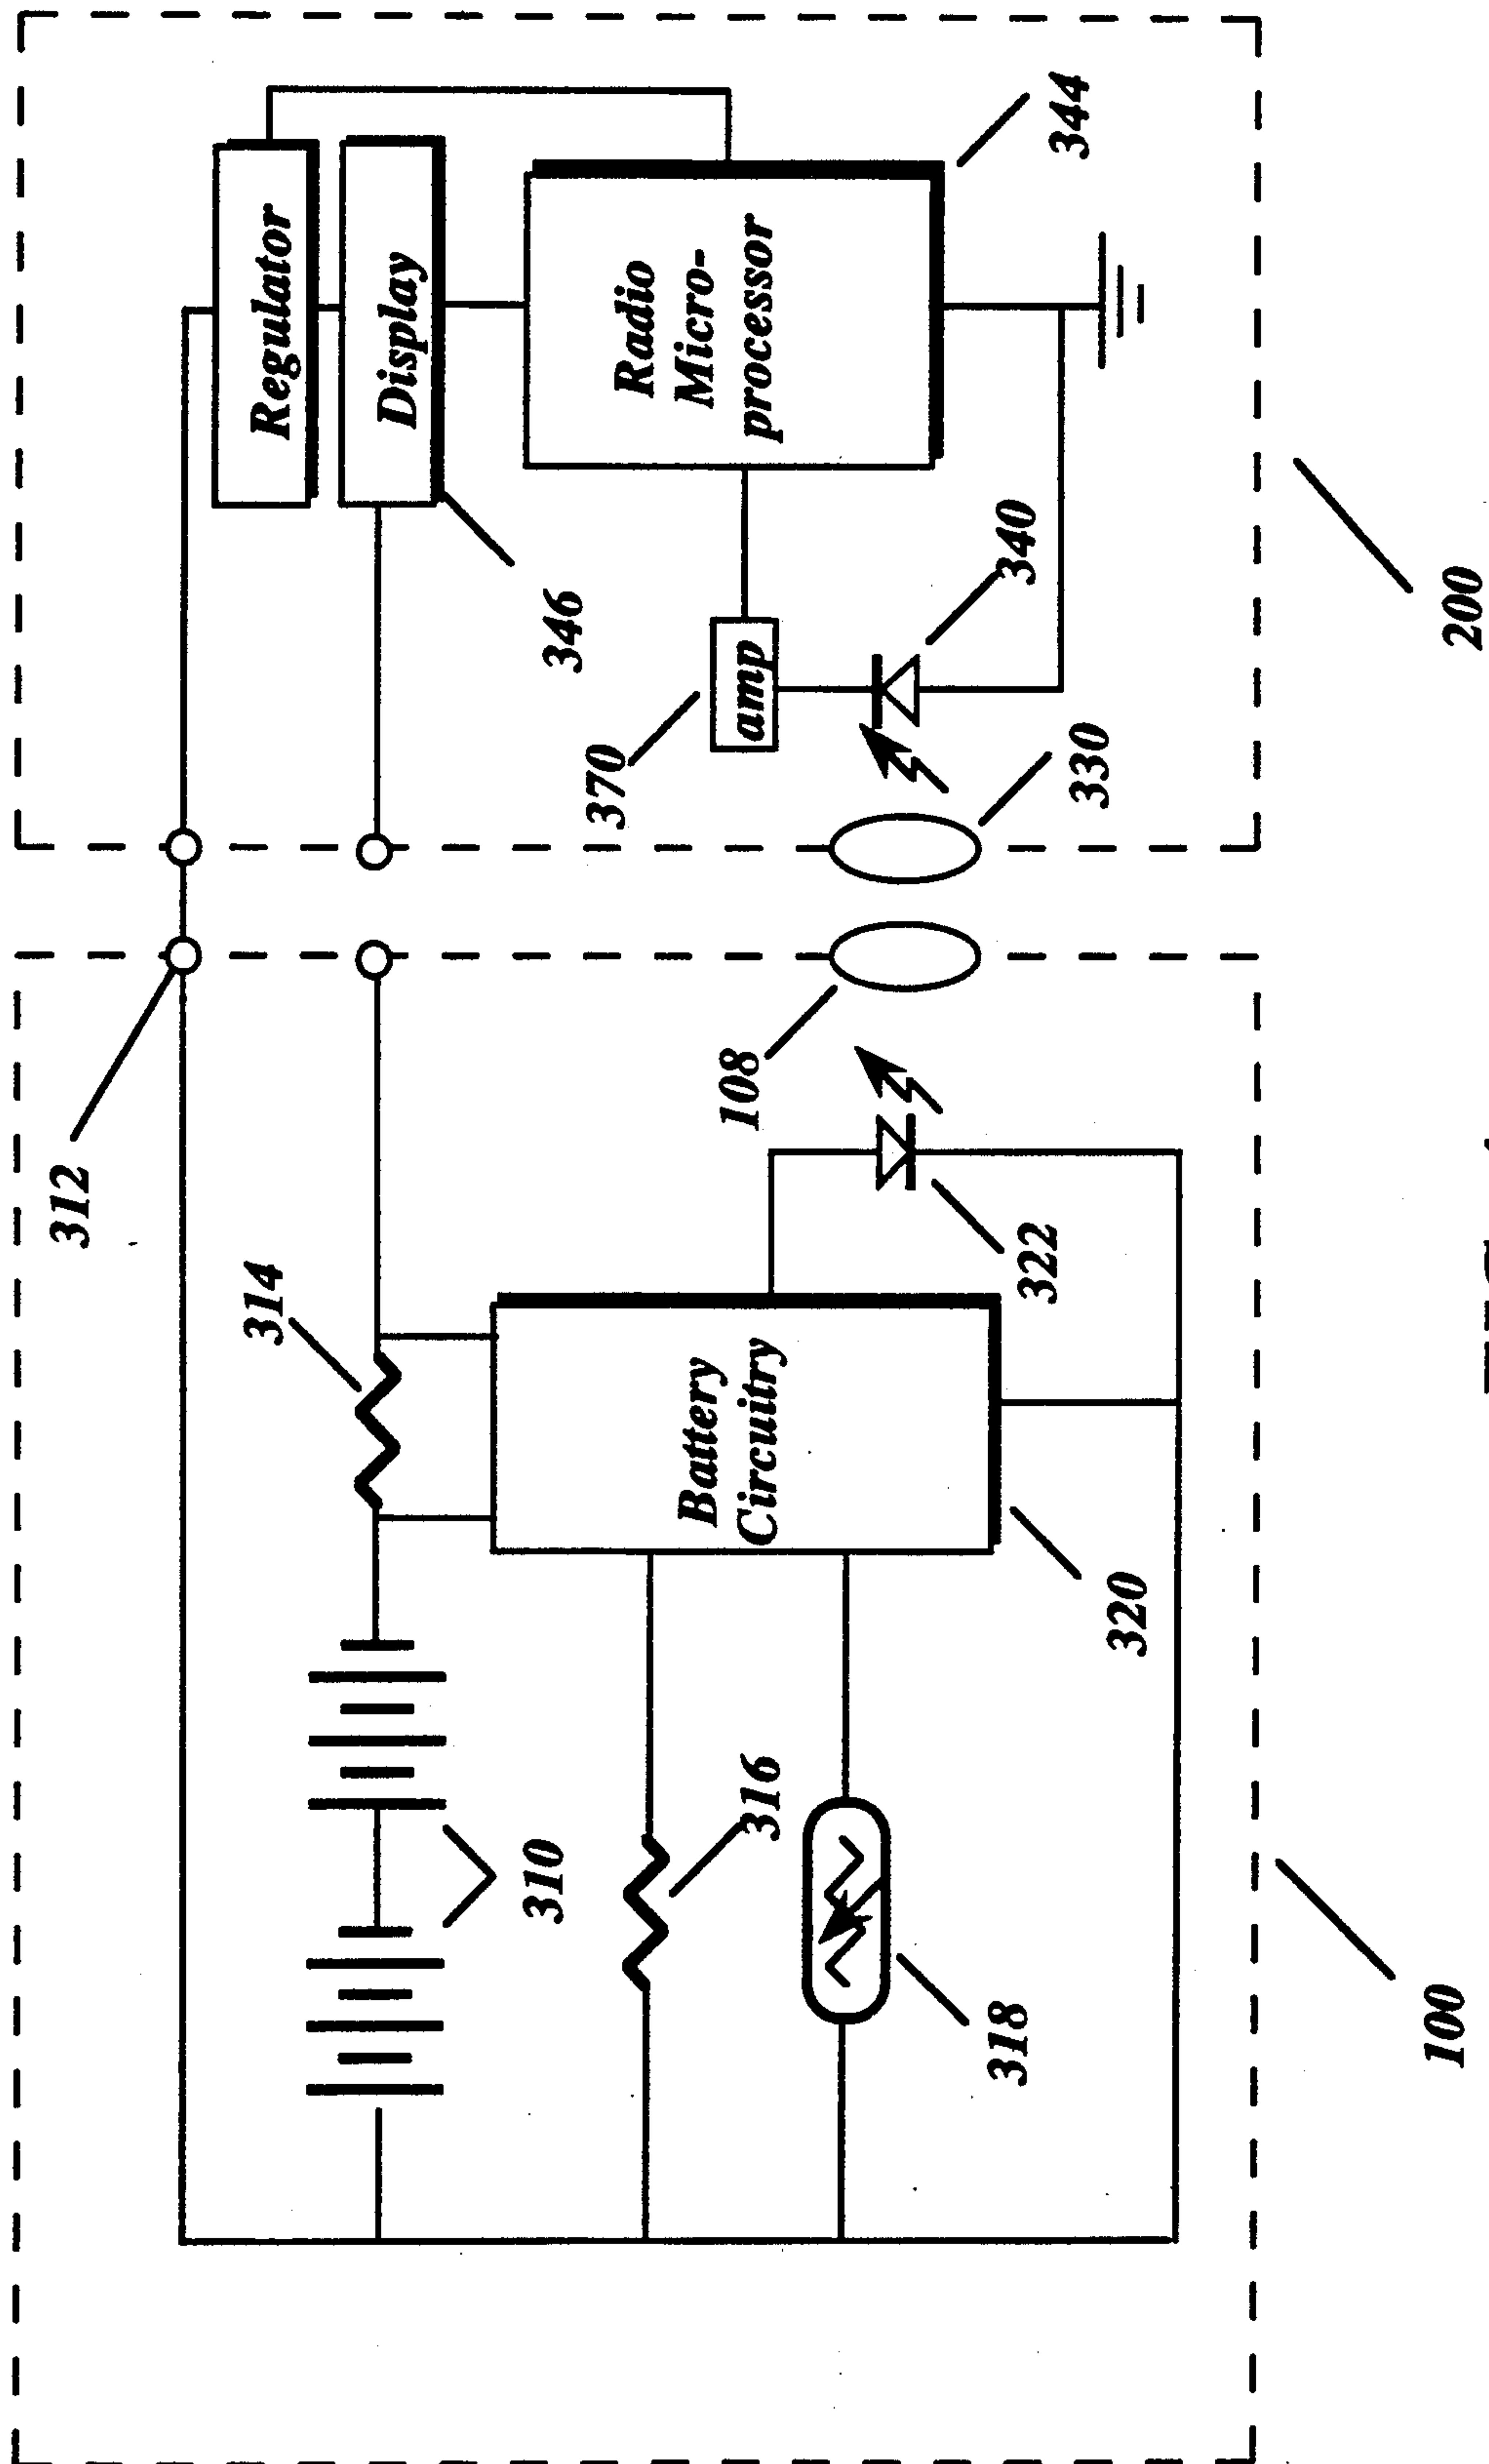 312
314
Regulator
Display
310
346
370
Radio
Micro-
processor
Battery
Circuitry
316
108
amp
318
322
340
344
330
320
100
200